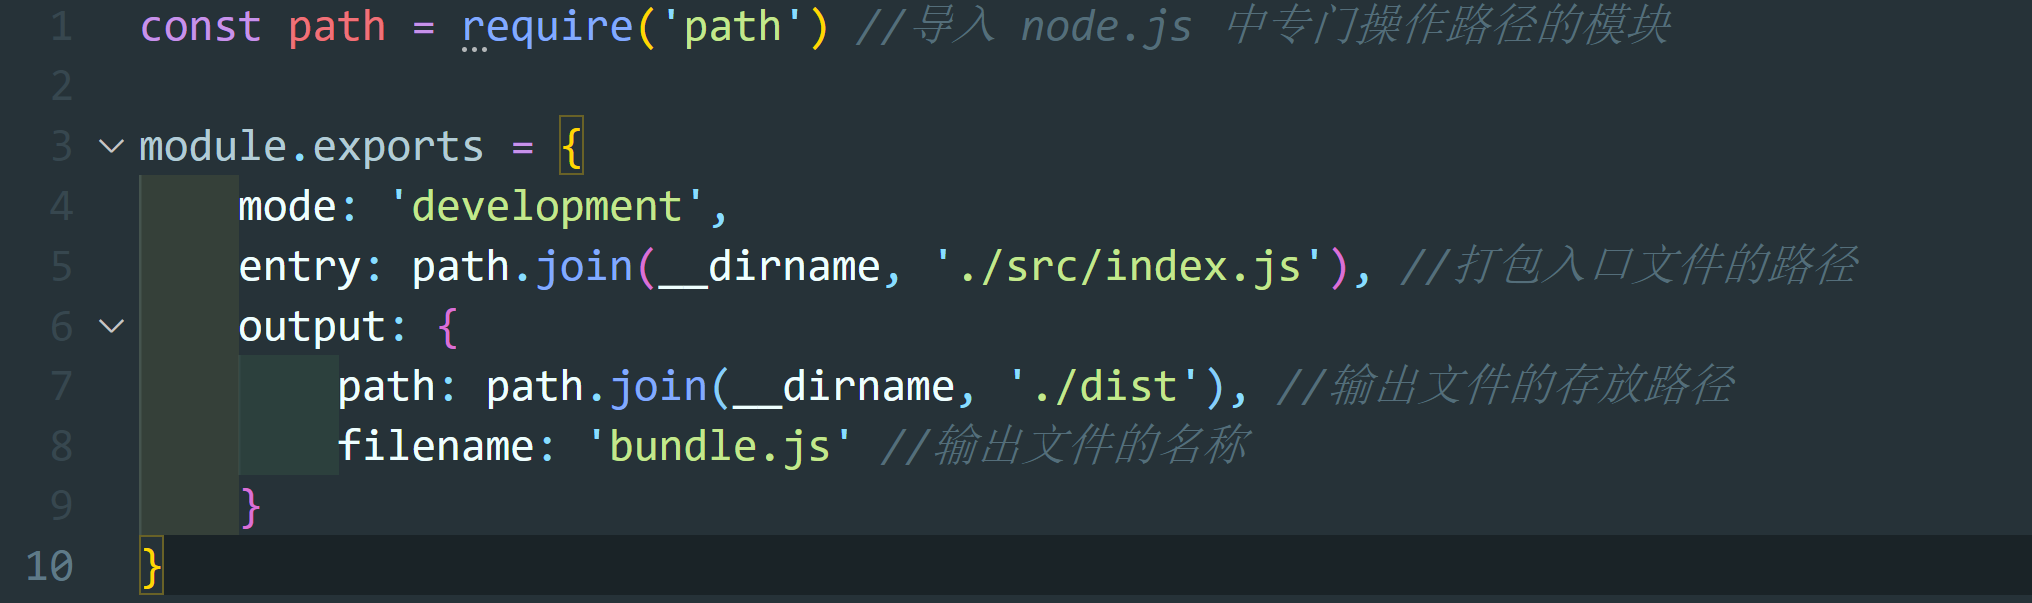 1 const path = require('path') //导入 node.js 中专门操作路径的模块
2
3 module.exports = {
4 mode: 'development',
5 entry: path.join(__dirname, './src/index.js'), //打包入口文件的路径
6 output: {
7 path: path.join(__dirname, './dist'), //输出文件的存放路径
8 filename: 'bundle.js' //输出文件的名称
9 }
10 }